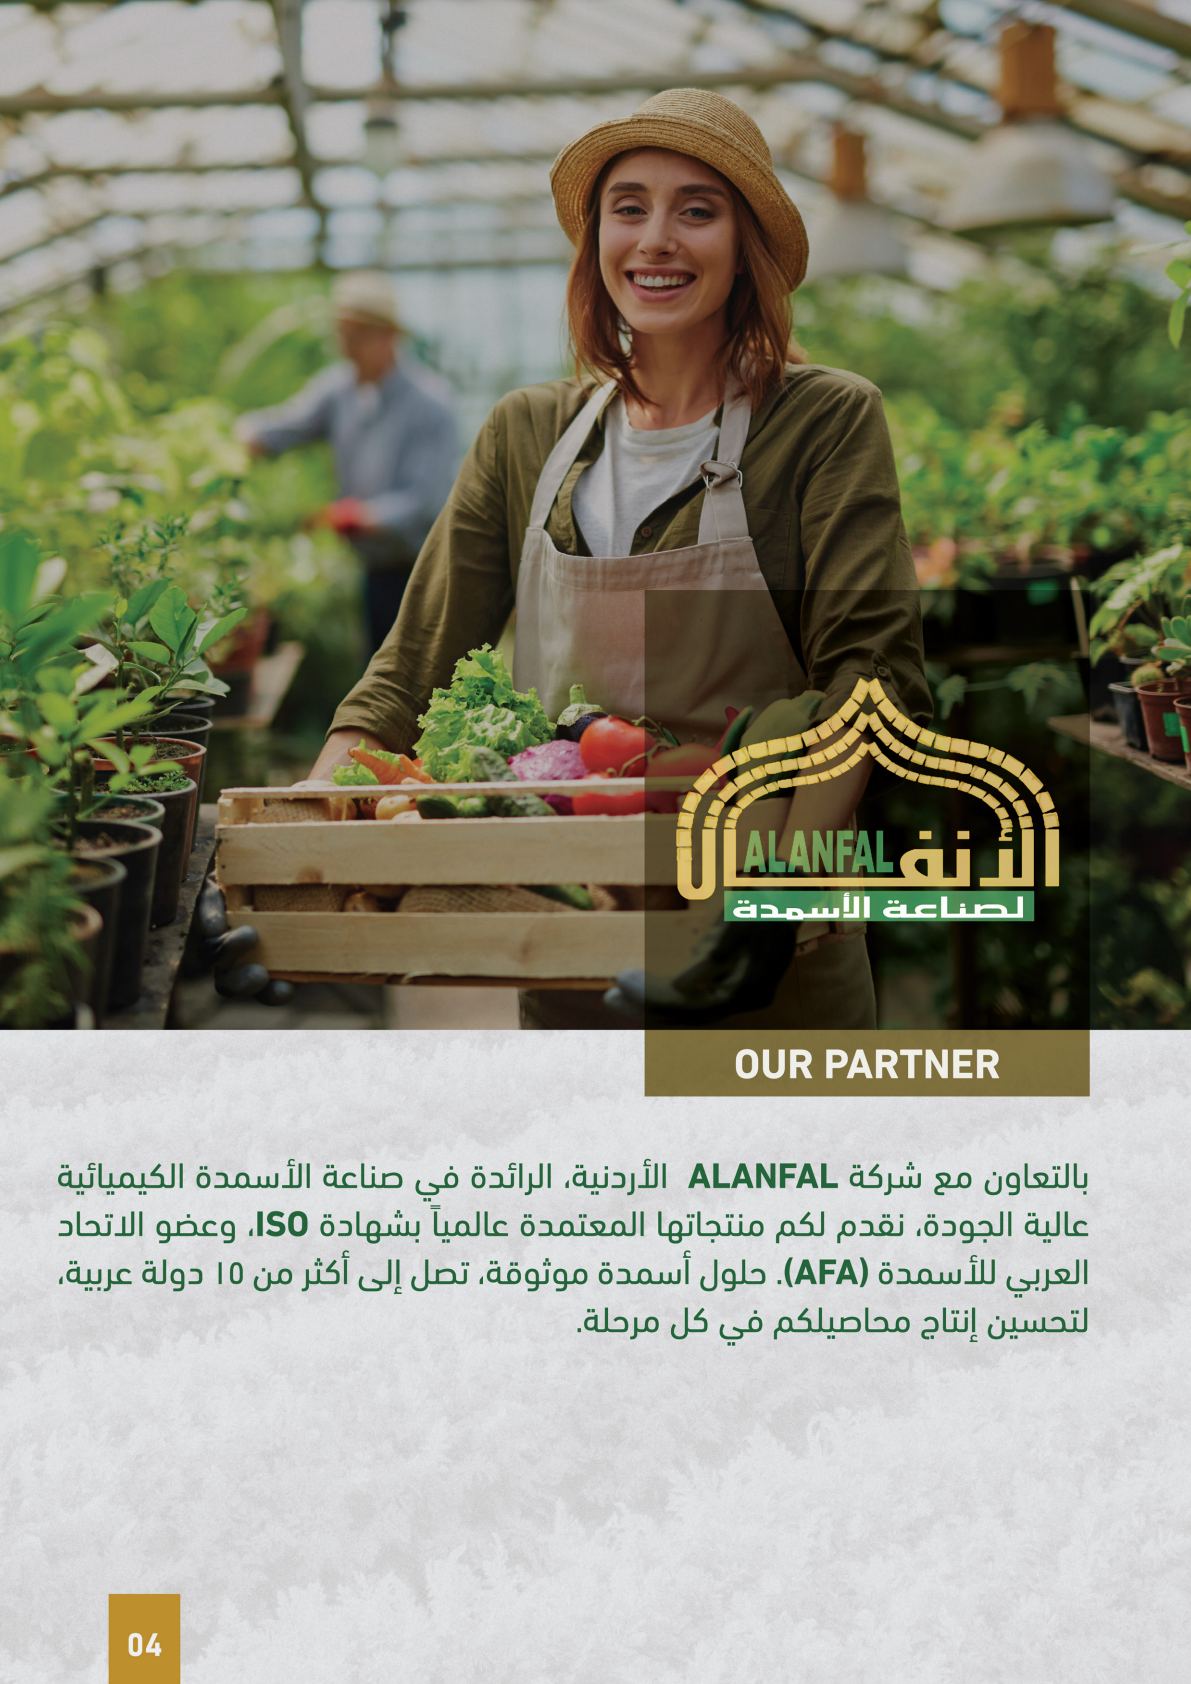 الأنفال
ALANFAL
لصناعة الأسمدة
OUR PARTNER
بالتعاون مع شركة ALANFAL الأردنية، الرائدة في صناعة الأسمدة الكيميائية
عالية الجودة، نقدم لكم منتجاتها المعتمدة عالمياً بشهادة ISO، وعضو الاتحاد
العربي للأسمدة (AFA). حلول أسمدة موثوقة، تصل إلى أكثر من ١٥ دولة عربية،
لتحسين إنتاج محاصيلكم في كل مرحلة.
04